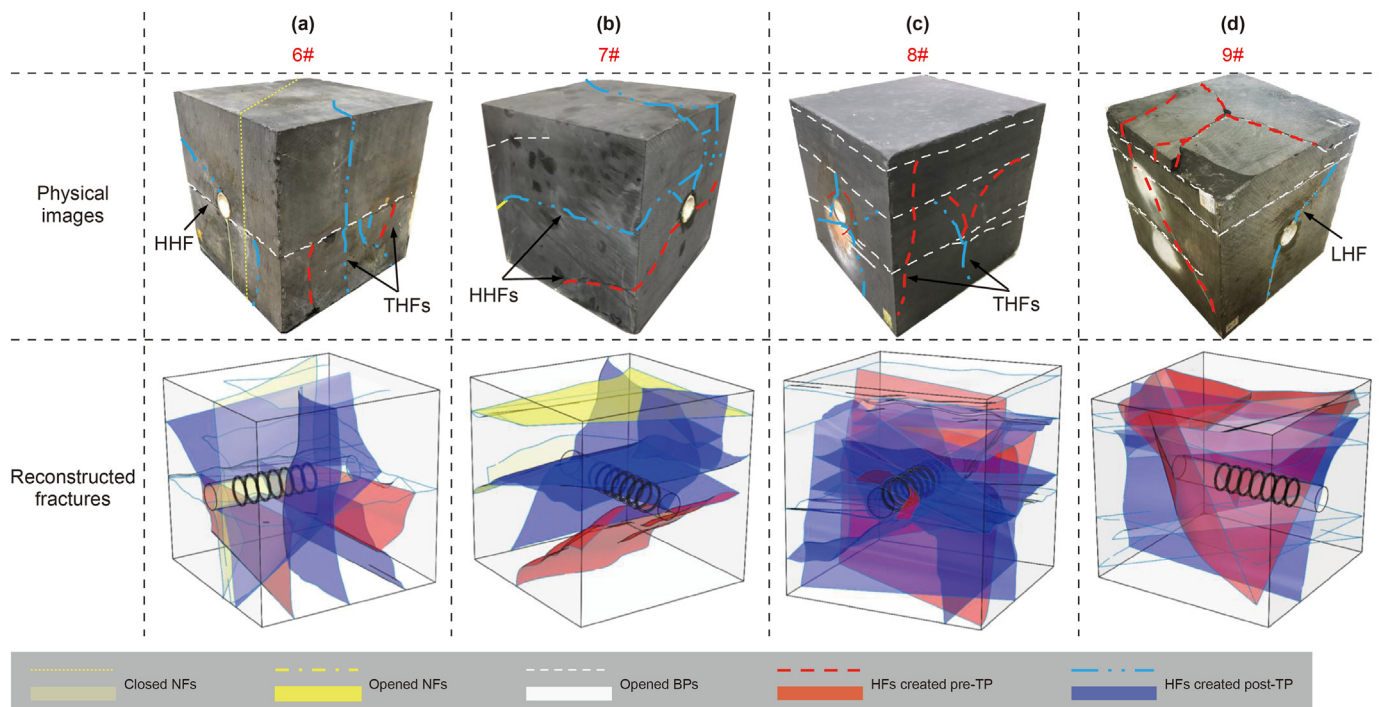 (a)
(b)
(c)
(d)
6#
7#
8#
9#
Physical
images
HHF
THFs
HHFs
THFs
LHF
Reconstructed
fractures
Closed NFs
Opened NFs
Opened BPs
HFs created pre-TP
HFs created post-TP